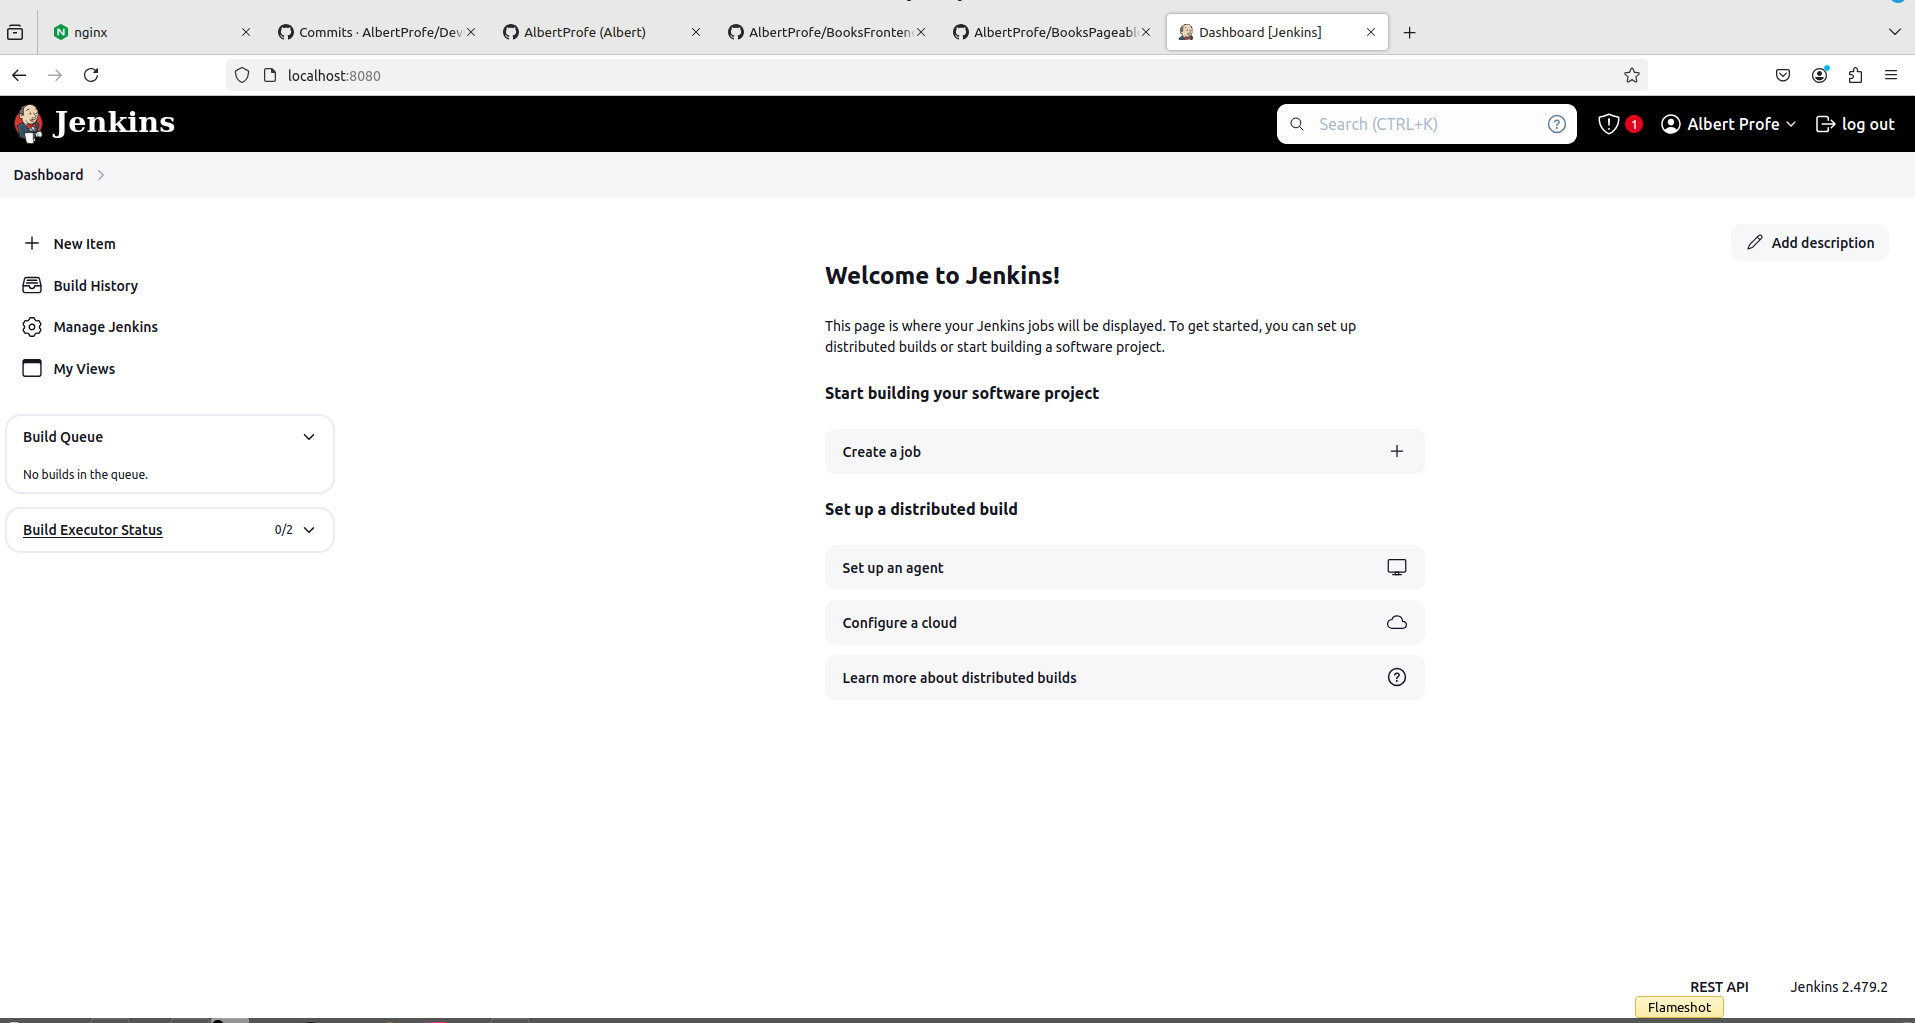 nginx
Commits · AlbertProfe/Dev
AlbertProfe (Albert)
AlbertProfe/BooksFronten
AlbertProfe/BooksPageabl
Dashboard [Jenkins]
localhost:8080
Jenkins
Search (CTRL+K)
1
Albert Profe
log out
Dashboard
New Item
Build History
Manage Jenkins
My Views
Build Queue
No builds in the queue.
Build Executor Status 0/2
Add description
Welcome to Jenkins!
This page is where your Jenkins jobs will be displayed. To get started, you can set up
distributed builds or start building a software project.
Start building your software project
Create a job
Set up a distributed build
Set up an agent
Configure a cloud
Learn more about distributed builds
REST API
Jenkins 2.479.2
Flameshot